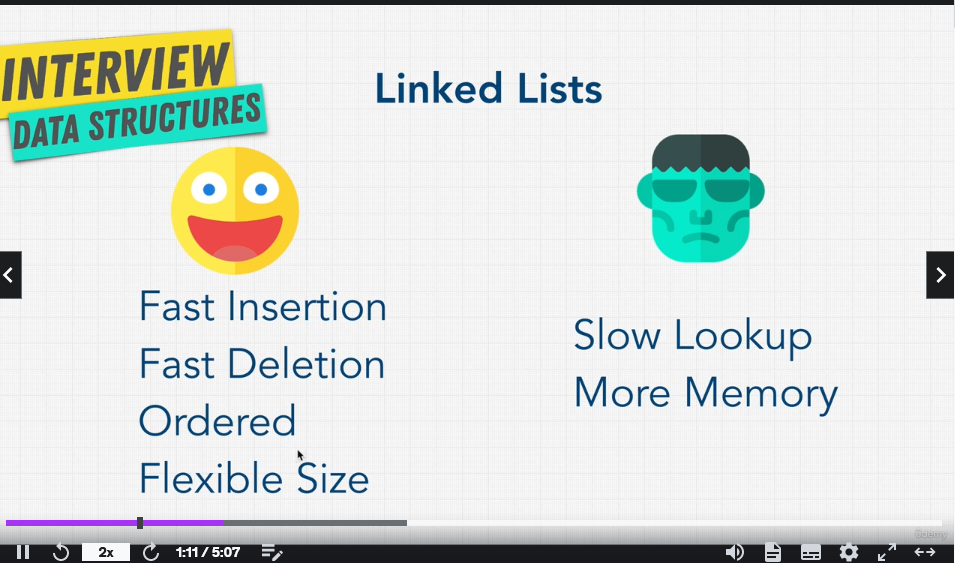 INTERVIEW
DATA STRUCTURES
Linked Lists
Fast Insertion
Fast Deletion
Ordered
Flexible Size
Slow Lookup
More Memory
Udemy
2x
1:11 / 5:07